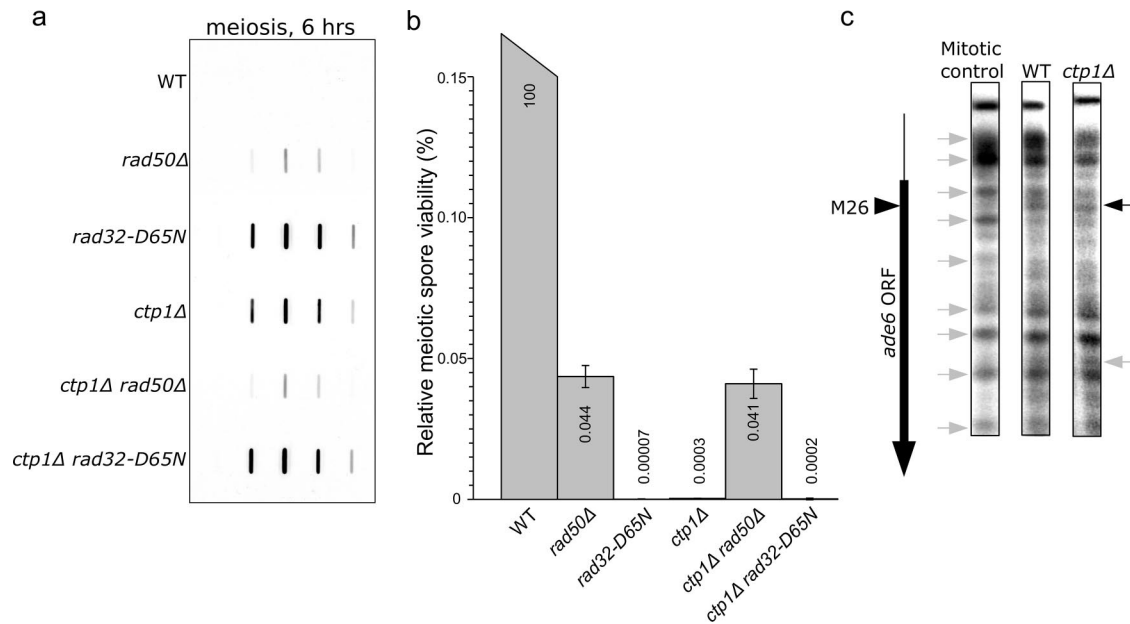 a
meiosis, 6 hrs
WT
rad50Δ
rad32-D65N
ctp1Δ
ctp1Δ rad50Δ
ctp1Δ rad32-D65N
b
Relative meiotic spore viability (%)
0.15
0.10
0.05
0
100
0.044
0.00007
0.0003
0.041
0.0002
WT
rad50Δ
rad32-D65N
ctp1Δ
ctp1Δ rad50Δ
ctp1Δ rad32-D65N
c
Mitotic
control
WT
ctp1Δ
M26
ade6 ORF